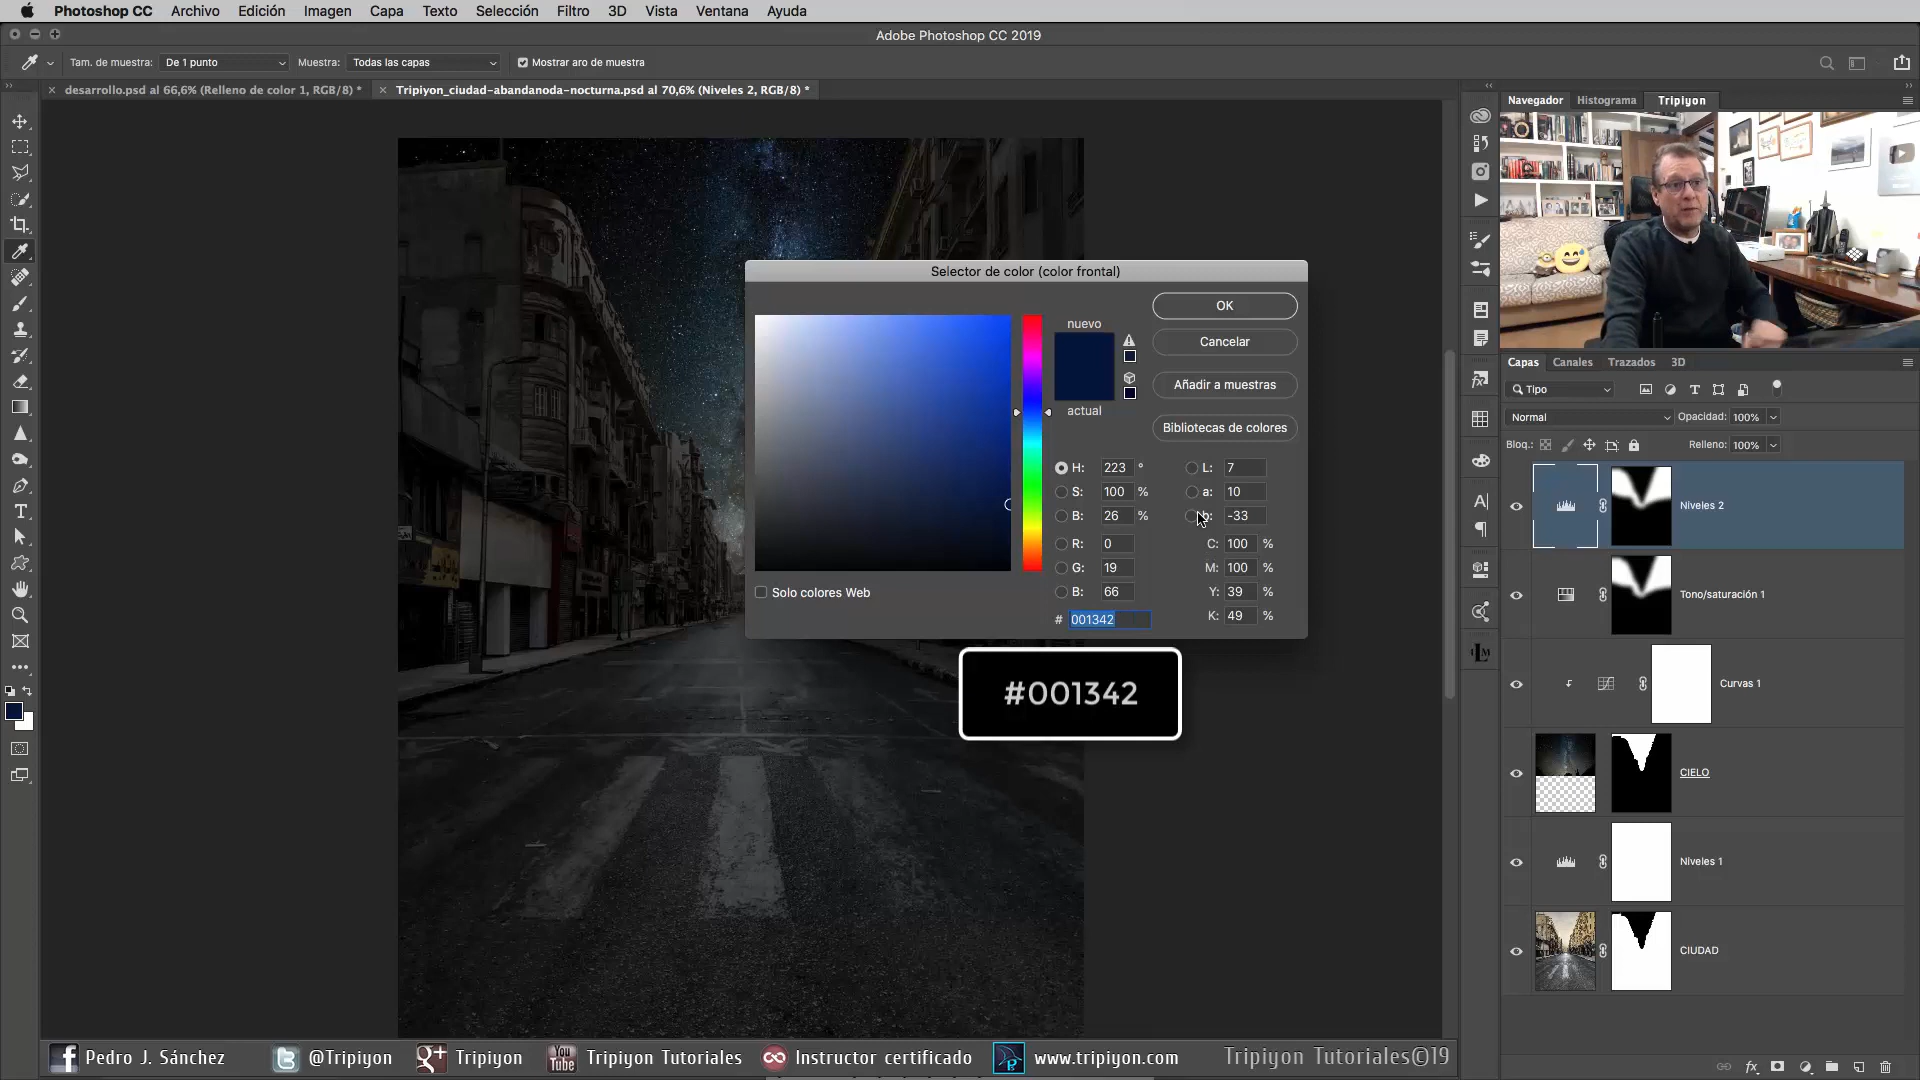 Photoshop CC Archivo Edición Imagen Capa Texto Selección Filtro 3D Vista Ventana Ayuda
Adobe Photoshop CC 2019
Tam. de muestra: De 1 punto Muestra: Todas las capas Mostrar aro de muestra
desarrollo.psd al 66,6% (Relleno de color 1, RGB/8) *
Tripiyon_ciudad-abandanoda-nocturna.psd al 70,6% (Niveles 2, RGB/8) *
Navegador Histograma Tripiyon
Selector de color (color frontal)
nuevo
actual
OK
Cancelar
Añadir a muestras
Bibliotecas de colores
H: 223 °
S: 100 %
B: 26 %
R: 0
G: 19
B: 66
# 001342
L: 7
a: 10
b: -33
C: 100 %
M: 100 %
Y: 39 %
K: 49 %
Solo colores Web
#001342
Capas Canales Trazados 3D
Tipo
Normal Opacidad: 100%
Bloq.: Relleno: 100%
Niveles 2
Tono/saturación 1
Curvas 1
CIELO
Niveles 1
CIUDAD
Pedro J. Sánchez @Tripiyon Tripiyon Tripiyon Tutoriales Instructor certificado www.tripiyon.com Tripiyon Tutoriales©19